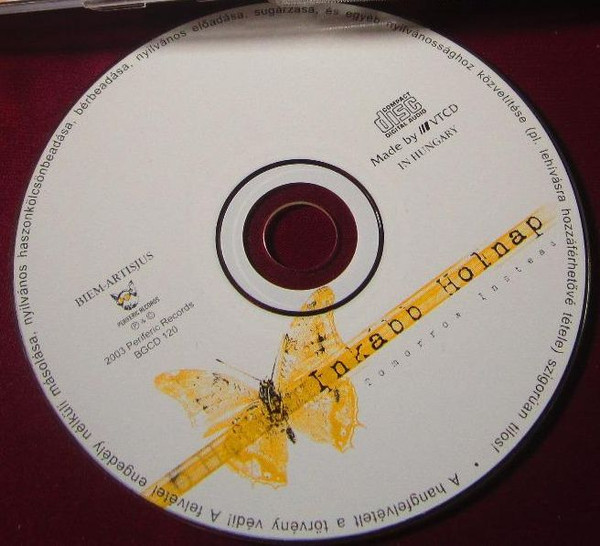 A hangfelvételt a törvény védi! A felvétel engedély nélküli másolása, nyilvános haszonkölcsönbeadása, bérbeadása, nyilvános előadása, sugárzása, és egyéb nyilvánossághoz közvelítése (pl. lehívásra hozzáférhetővé tétele) szigorúan tilos! •
COMPACT
disc
DIGITAL AUDIO
Made by VTCD
IN HUNGARY
BIEM-ARTISJUS
PERIFERIC RECORDS
℗ & ©
2003 Periferic Records
BGCD 120
Inkább Holnap
Tomorrow Instead